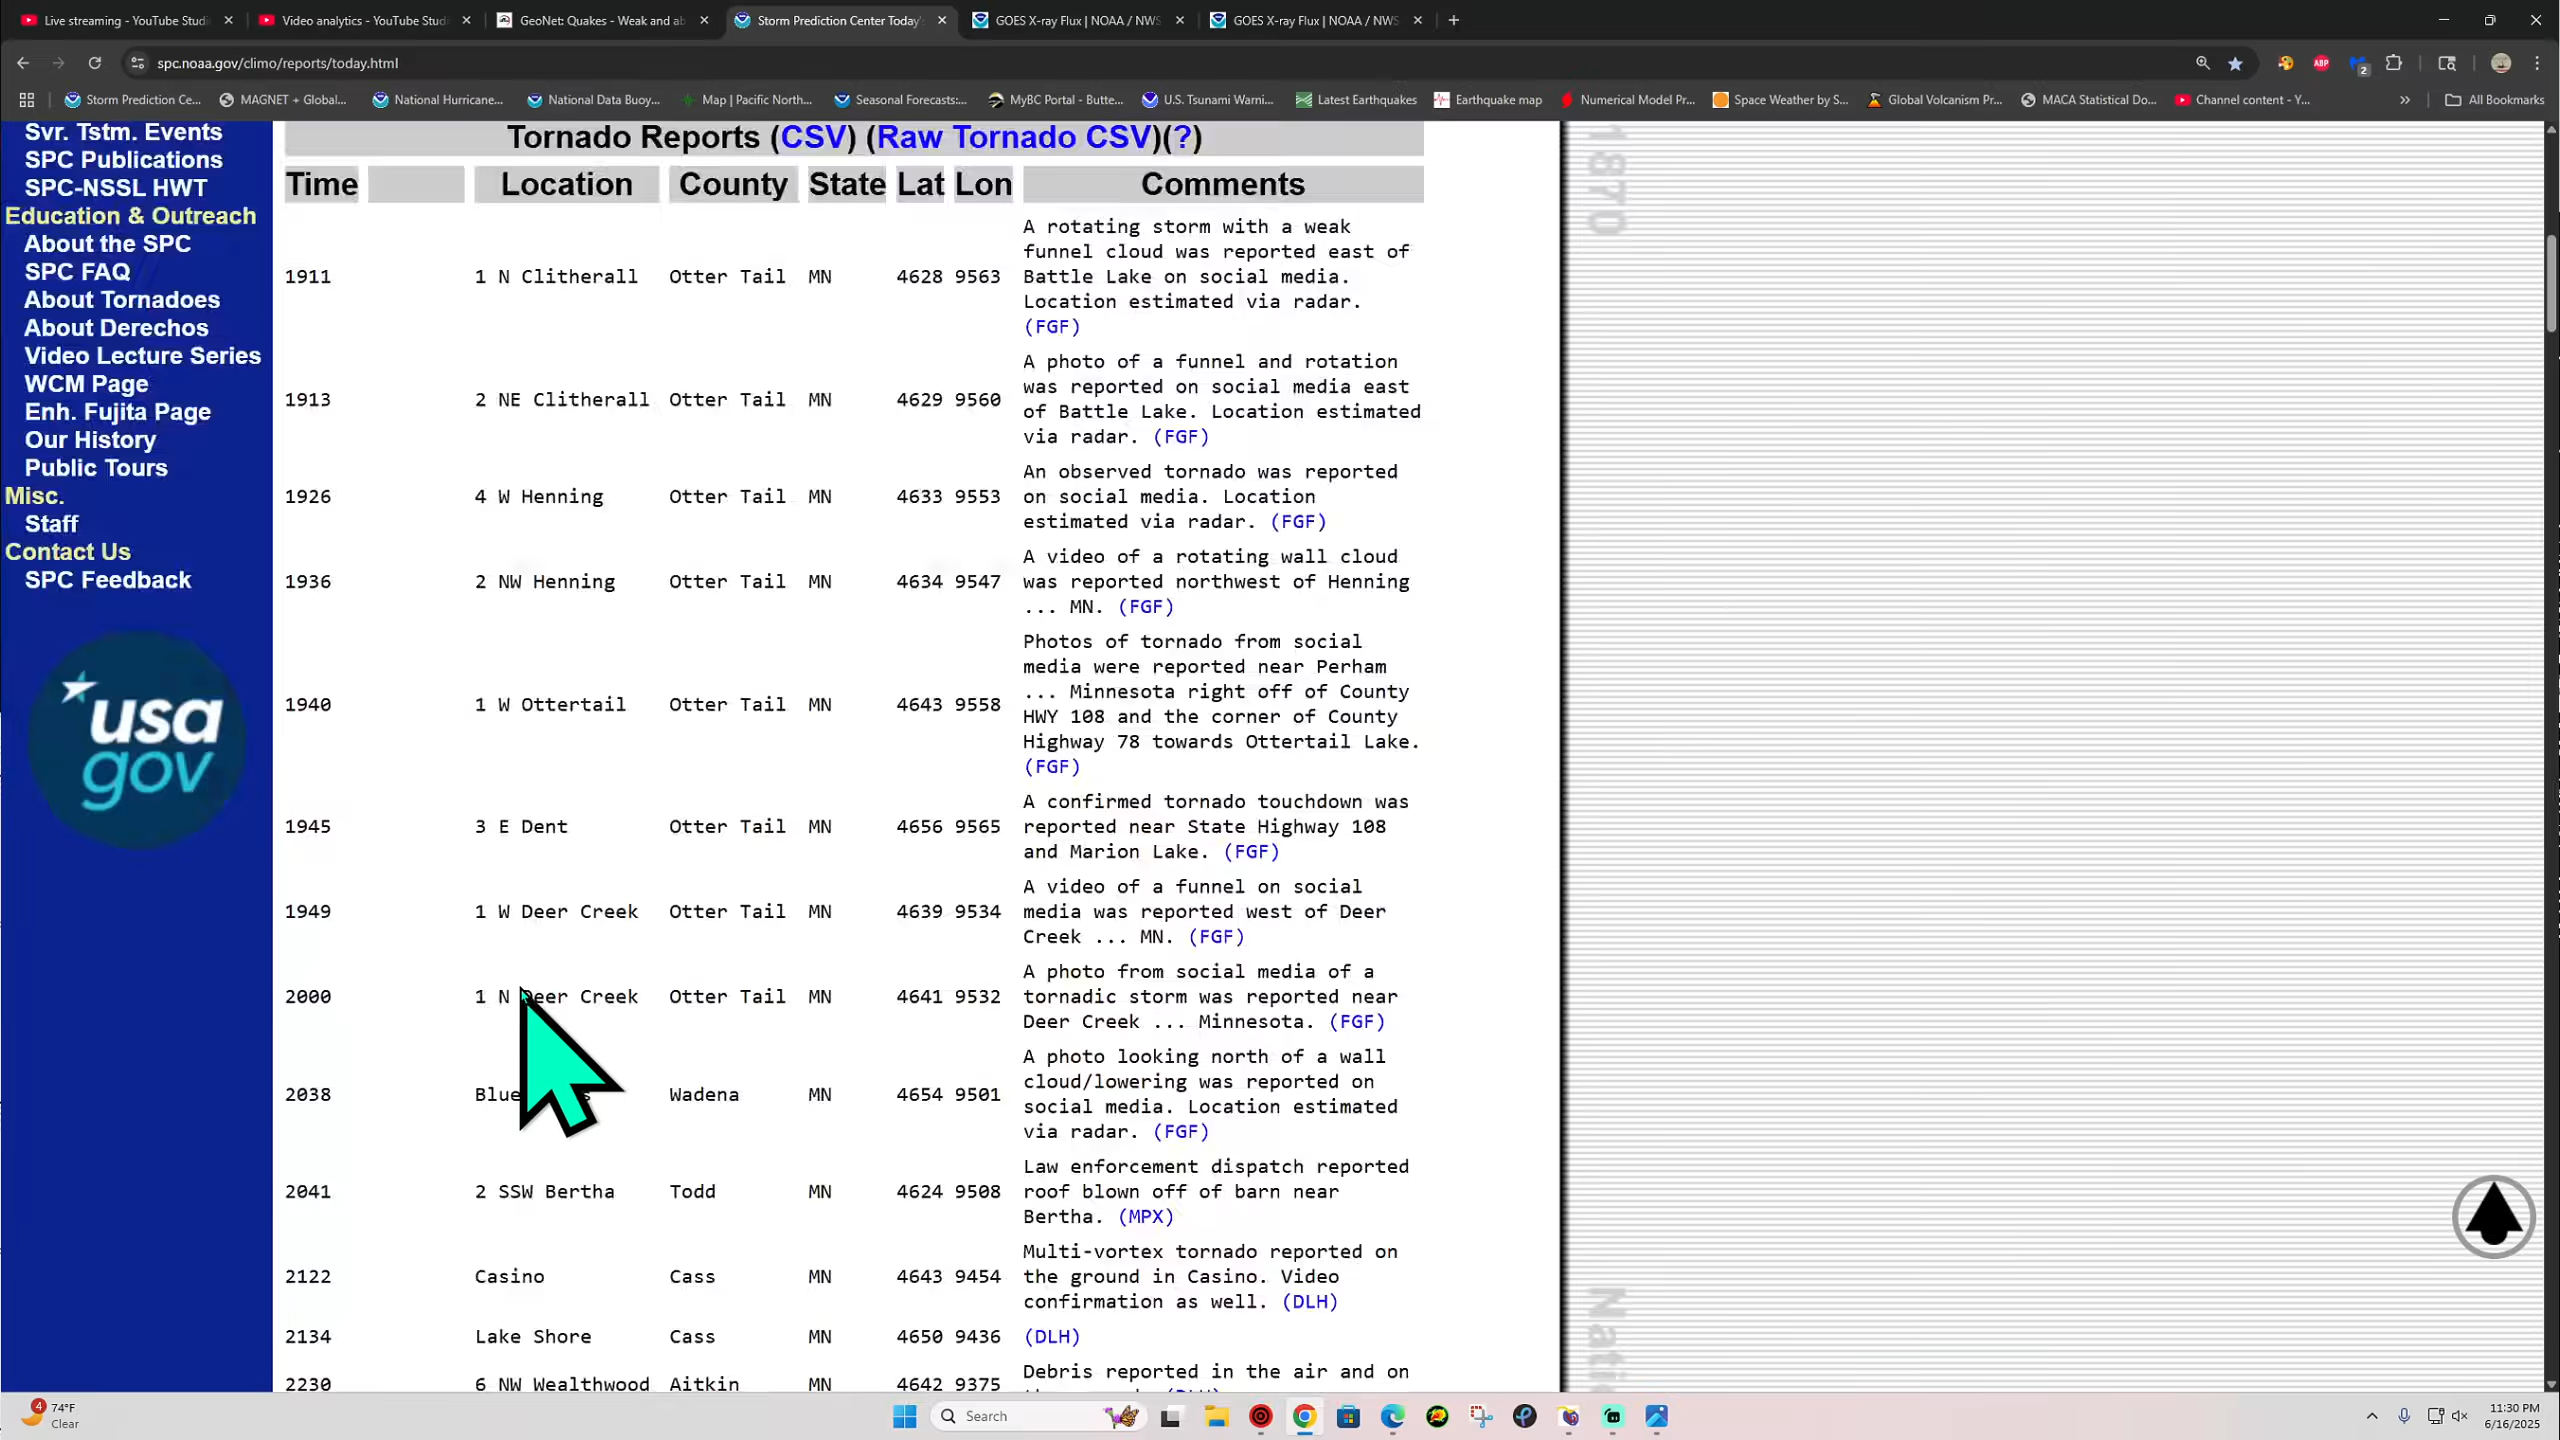 Live streaming - YouTube Studi
Video analytics - YouTube Studi
GeoNet: Quakes - Weak and ab
Storm Prediction Center Today'
GOES X-ray Flux | NOAA / NWS
GOES X-ray Flux | NOAA / NWS
spc.noaa.gov/climo/reports/today.html
ABP
2
Storm Prediction Ce...
MAGNET + Global...
National Hurricane...
National Data Buoy...
Map | Pacific North...
Seasonal Forecasts:...
MyBC Portal - Butte...
U.S. Tsunami Warni...
Latest Earthquakes
Earthquake map
Numerical Model Pr...
Space Weather by S...
Global Volcanism Pr...
MACA Statistical Do...
Channel content - Y...
All Bookmarks
Svr. Tstm. Events
SPC Publications
SPC-NSSL HWT
Education & Outreach
About the SPC
SPC FAQ
About Tornadoes
About Derechos
Video Lecture Series
WCM Page
Enh. Fujita Page
Our History
Public Tours
Misc.
Staff
Contact Us
SPC Feedback
usa
gov
Tornado Reports (CSV) (Raw Tornado CSV)(?)
Time Location County State Lat Lon Comments
1911 1 N Clitherall Otter Tail MN 4628 9563
A rotating storm with a weak
funnel cloud was reported east of
Battle Lake on social media.
Location estimated via radar.
(FGF)
1913 2 NE Clitherall Otter Tail MN 4629 9560
A photo of a funnel and rotation
was reported on social media east
of Battle Lake. Location estimated
via radar. (FGF)
1926 4 W Henning Otter Tail MN 4633 9553
An observed tornado was reported
on social media. Location
estimated via radar. (FGF)
1936 2 NW Henning Otter Tail MN 4634 9547
A video of a rotating wall cloud
was reported northwest of Henning
... MN. (FGF)
1940 1 W Ottertail Otter Tail MN 4643 9558
Photos of tornado from social
media were reported near Perham
... Minnesota right off of County
HWY 108 and the corner of County
Highway 78 towards Ottertail Lake.
(FGF)
1945 3 E Dent Otter Tail MN 4656 9565
A confirmed tornado touchdown was
reported near State Highway 108
and Marion Lake. (FGF)
1949 1 W Deer Creek Otter Tail MN 4639 9534
A video of a funnel on social
media was reported west of Deer
Creek ... MN. (FGF)
2000 1 N Deer Creek Otter Tail MN 4641 9532
A photo from social media of a
tornadic storm was reported near
Deer Creek ... Minnesota. (FGF)
2038 Blue Wadena MN 4654 9501
A photo looking north of a wall
cloud/lowering was reported on
social media. Location estimated
via radar. (FGF)
2041 2 SSW Bertha Todd MN 4624 9508
Law enforcement dispatch reported
roof blown off of barn near
Bertha. (MPX)
2122 Casino Cass MN 4643 9454
Multi-vortex tornado reported on
the ground in Casino. Video
confirmation as well. (DLH)
2134 Lake Shore Cass MN 4650 9436 (DLH)
2230 6 NW Wealthwood Aitkin MN 4642 9375
Debris reported in the air and on
1870
Nati
4
74°F
Clear
Search
11:30 PM
6/16/2025